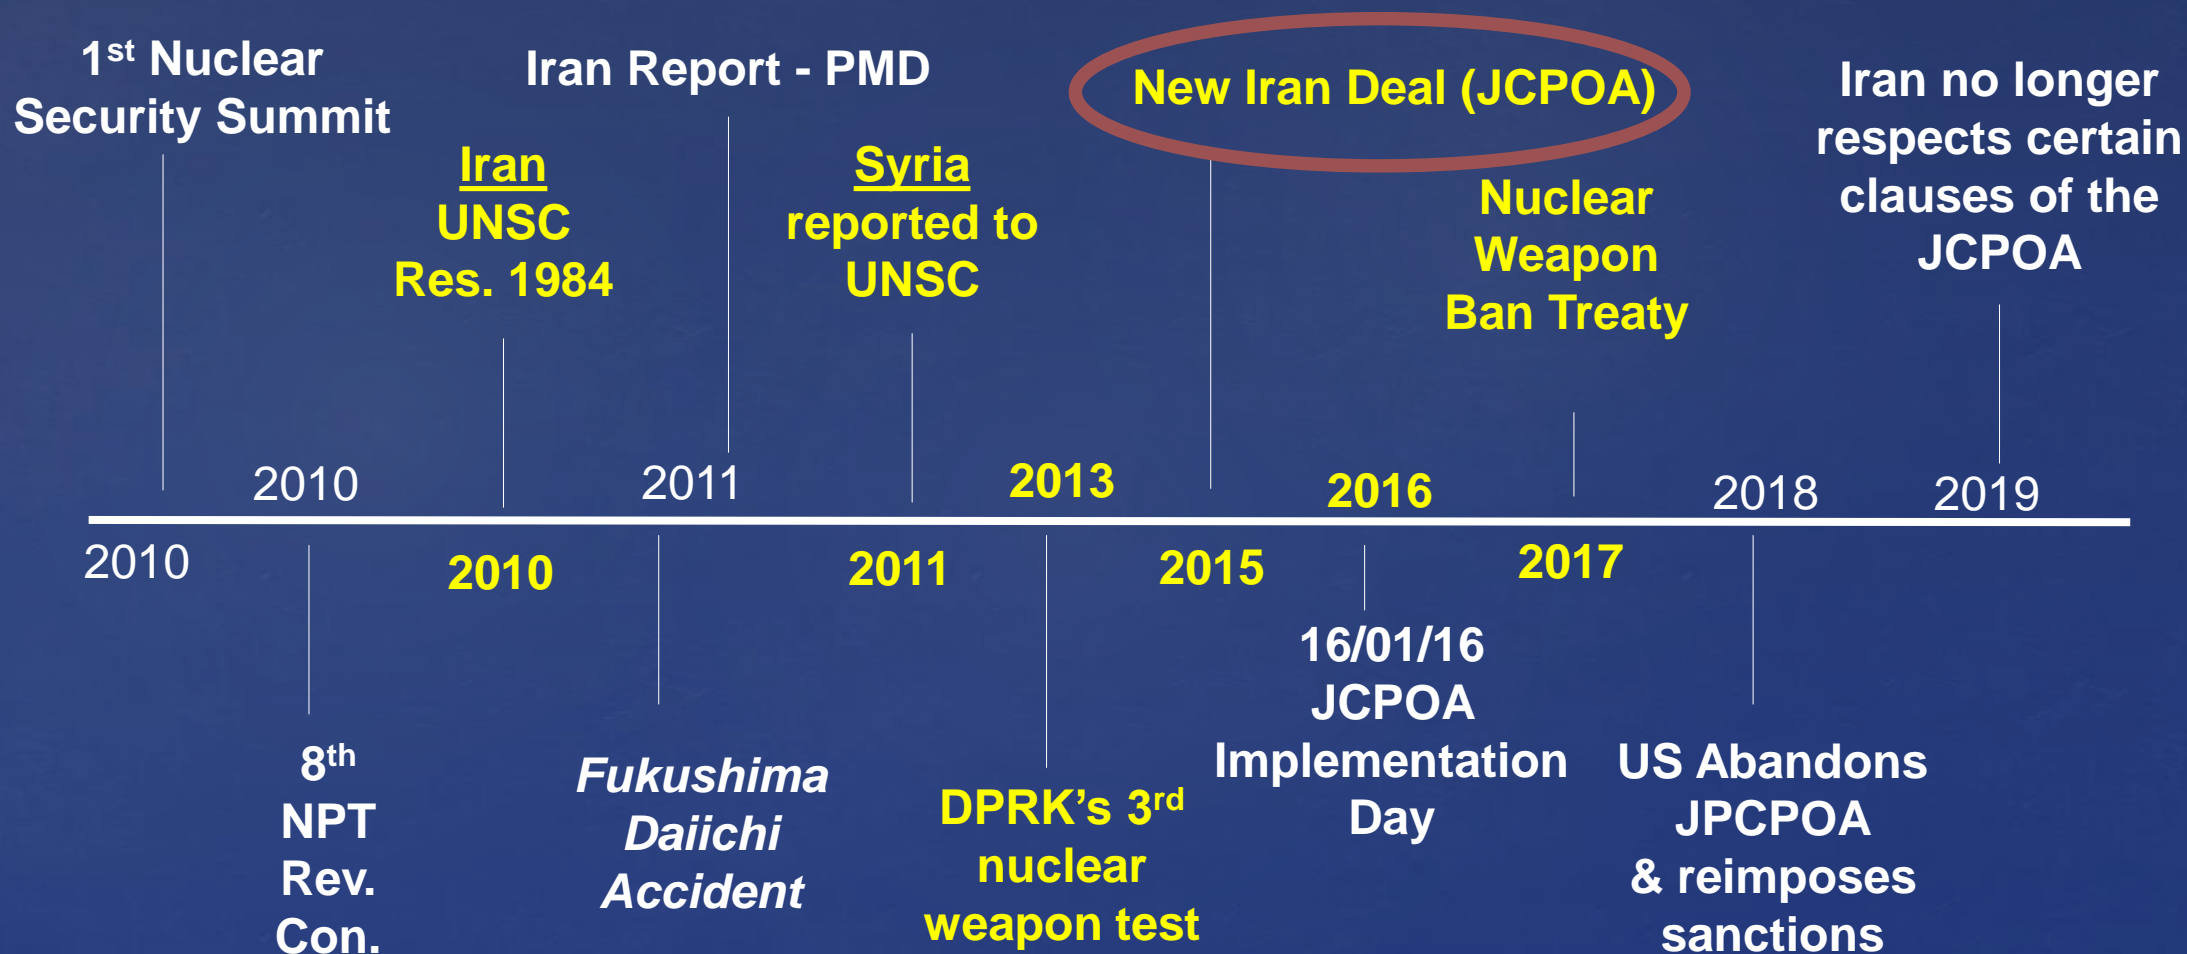 1st Nuclear
Security Summit
Iran Report - PMD
New Iran Deal (JCPOA)
Iran no longer
respects certain
clauses of the
JCPOA
Iran
UNSC
Res. 1984
Syria
reported to
UNSC
Nuclear
Weapon
Ban Treaty
2010
2011
2013
2016
2018
2019
2010
2010
2011
2015
2017
8th
NPT
Rev.
Con.
Fukushima
Daiichi
Accident
DPRK's 3rd
nuclear
weapon test
16/01/16
JCPOA
Implementation
Day
US Abandons
JPCPOA
& reimposes
sanctions